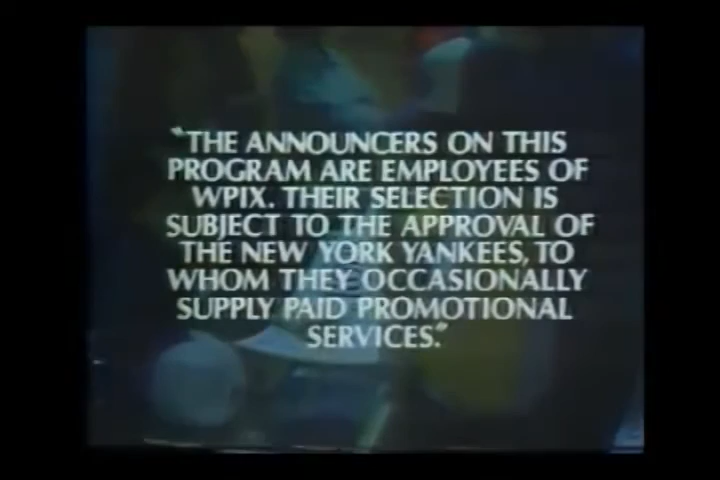 "THE ANNOUNCERS ON THIS
PROGRAM ARE EMPLOYEES OF
WPIX. THEIR SELECTION IS
SUBJECT TO THE APPROVAL OF
THE NEW YORK YANKEES, TO
WHOM THEY OCCASIONALLY
SUPPLY PAID PROMOTIONAL
SERVICES."